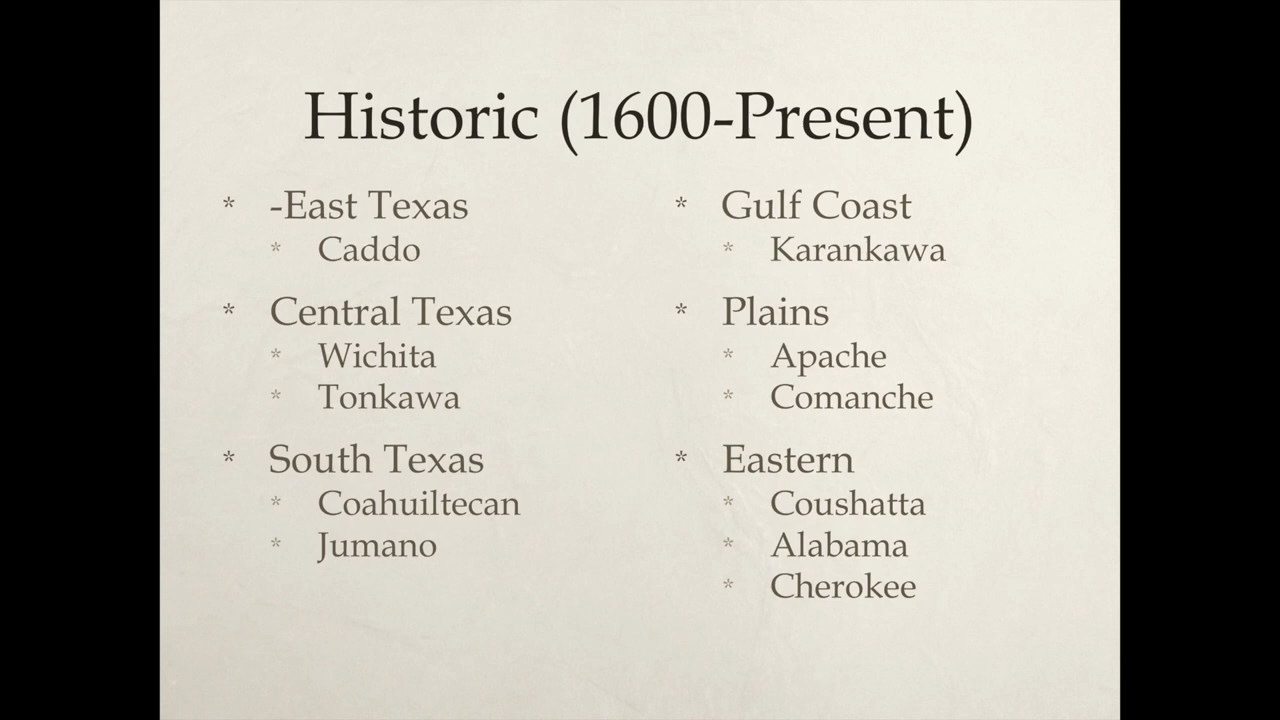 Historic (1600-Present)
* -East Texas
* Caddo
* Central Texas
* Wichita
* Tonkawa
* South Texas
* Coahuiltecan
* Jumano
* Gulf Coast
* Karankawa
* Plains
* Apache
* Comanche
* Eastern
* Coushatta
* Alabama
* Cherokee